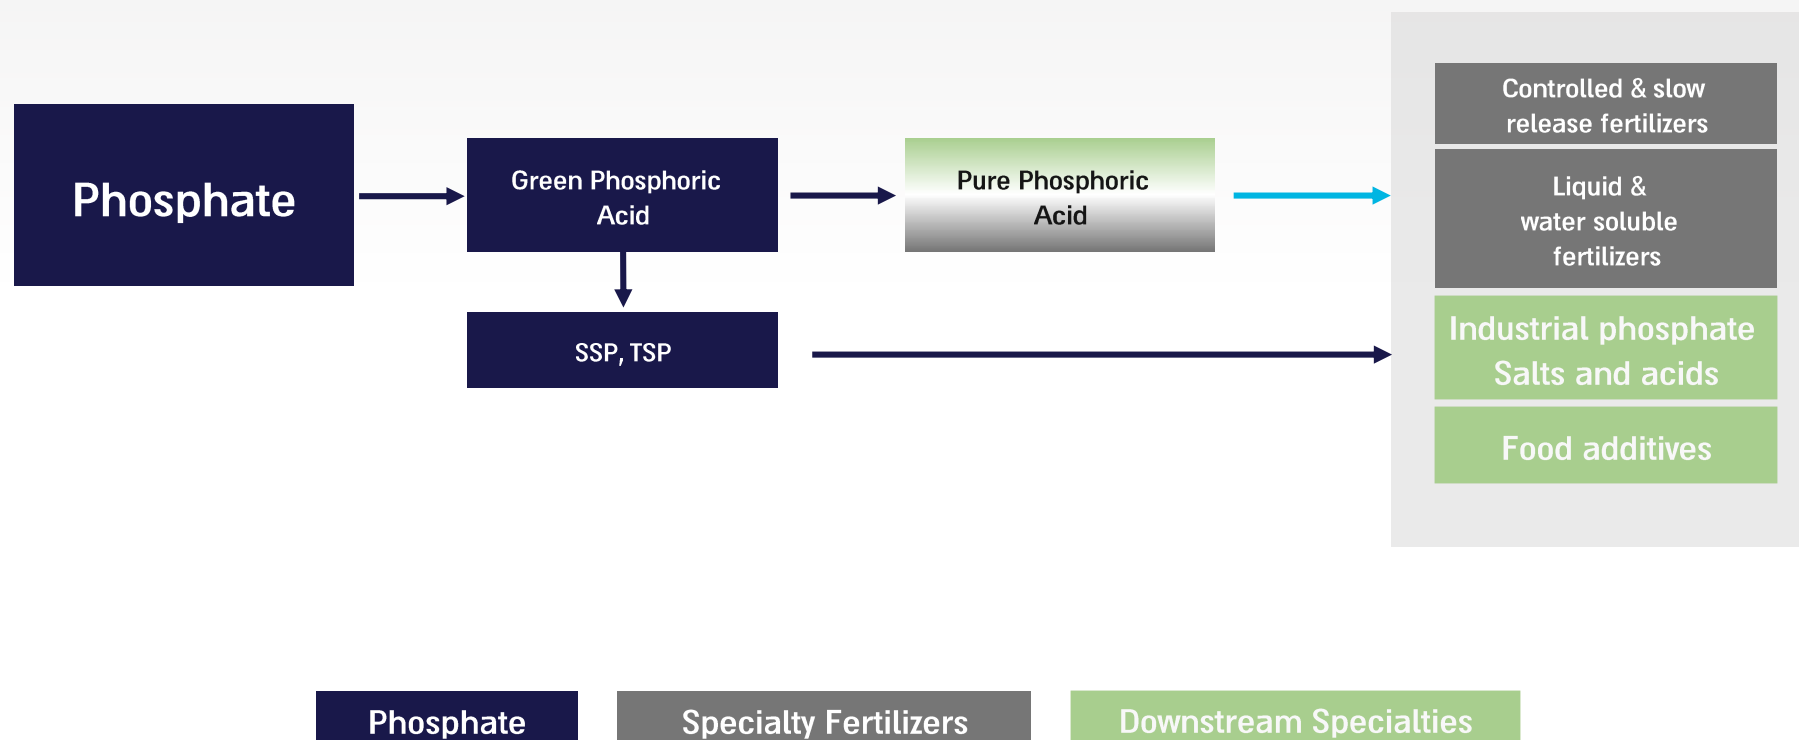 Phosphate
Green Phosphoric
Acid
SSP, TSP
Pure Phosphoric
Acid
Controlled & slow
release fertilizers
Liquid &
water soluble
fertilizers
Industrial phosphate
Salts and acids
Food additives
Phosphate
Specialty Fertilizers
Downstream Specialties